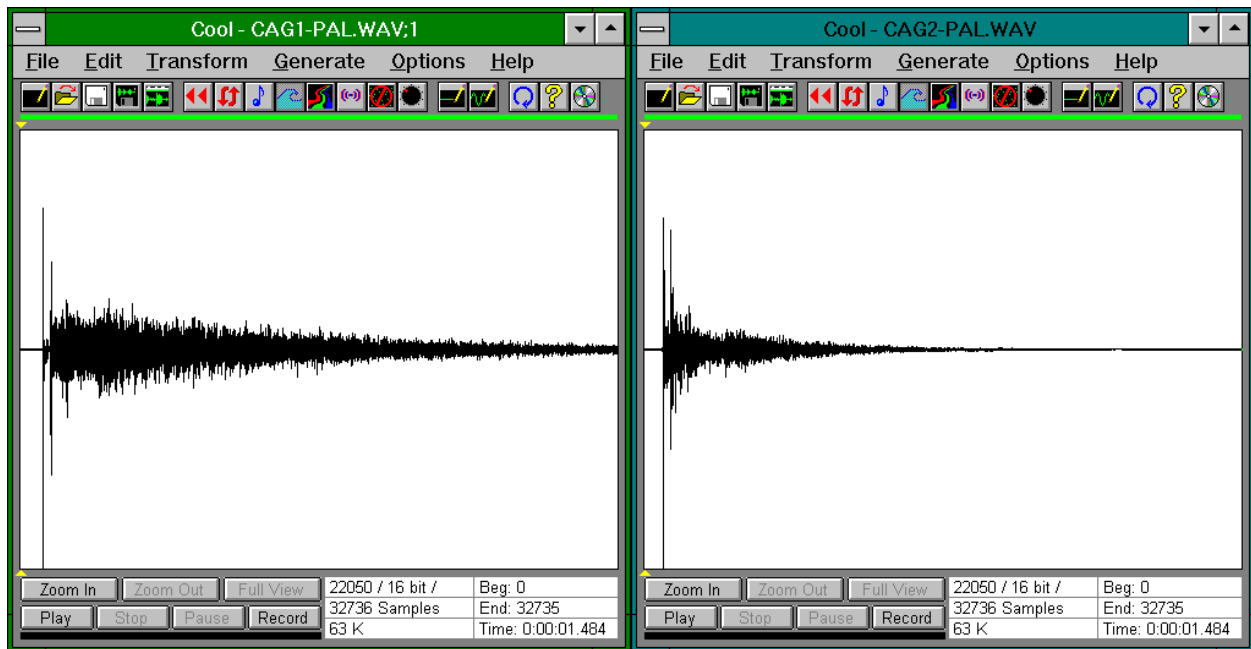 Cool - CAG1-PAL.WAV;1
File Edit Transform Generate Options Help
Zoom In Zoom Out Full View 22050 / 16 bit / Beg: 0
Play Stop Pause Record 32736 Samples End: 32735
63 K Time: 0:00:01.484
Cool - CAG2-PAL.WAV
File Edit Transform Generate Options Help
Zoom In Zoom Out Full View 22050 / 16 bit / Beg: 0
Play Stop Pause Record 32736 Samples End: 32735
63 K Time: 0:00:01.484